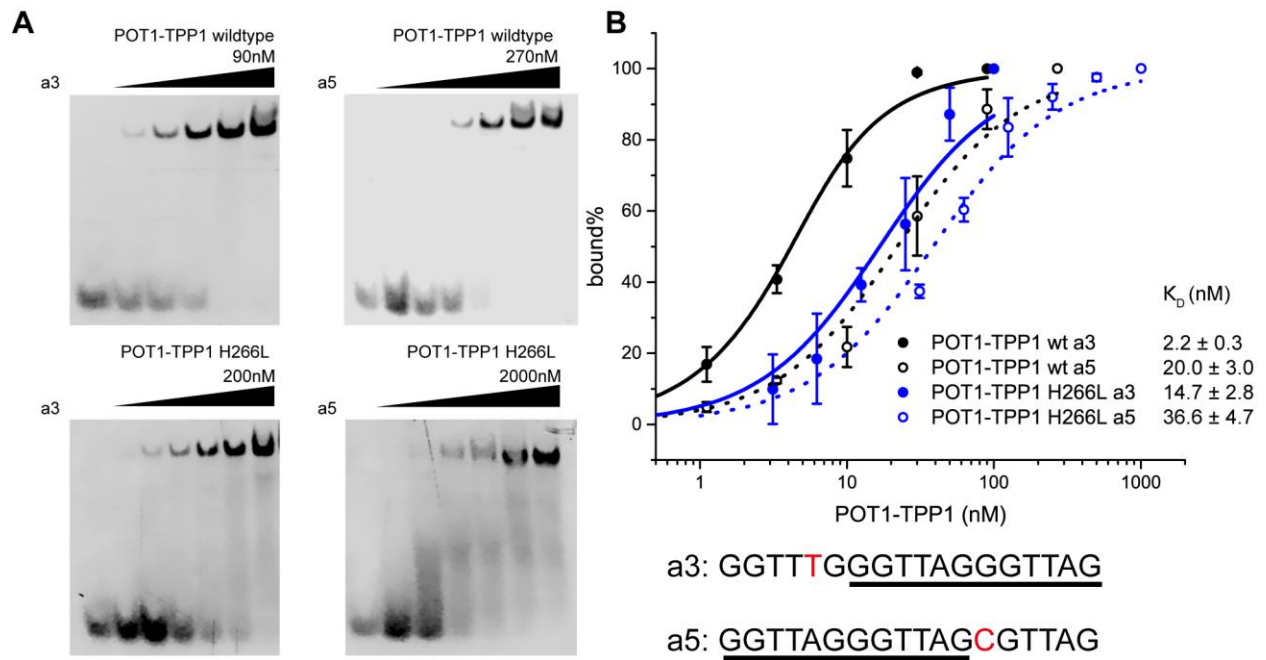 A
POT1-TPP1 wildtype
90nM
a3
POT1-TPP1 wildtype
270nM
a5
POT1-TPP1 H266L
200nM
a3
POT1-TPP1 H266L
2000nM
a5
B
100
80
60
40
20
0
bound%
1 10 100 1000
POT1-TPP1 (nM)
K_D (nM)
POT1-TPP1 wt a3 2.2 ± 0.3
POT1-TPP1 wt a5 20.0 ± 3.0
POT1-TPP1 H266L a3 14.7 ± 2.8
POT1-TPP1 H266L a5 36.6 ± 4.7
a3: GGTTTGGGTTAGGGTTAG
a5: GGTTAGGGTTAGCGTTAG